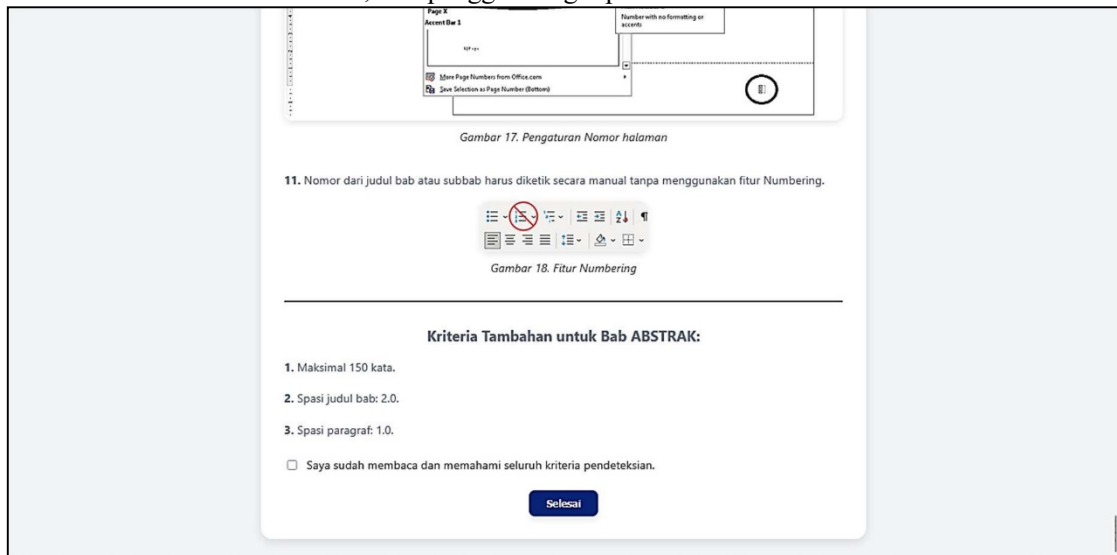 Page X
Accent Bar 1
Number with no formatting or
accents
More Page Numbers from Office.com
Save Selection as Page Number (Bottom)
Gambar 17. Pengaturan Nomor halaman
11. Nomor dari judul bab atau subbab harus diketik secara manual tanpa menggunakan fitur Numbering.
Gambar 18. Fitur Numbering
Kriteria Tambahan untuk Bab ABSTRAK:
1. Maksimal 150 kata.
2. Spasi judul bab: 2.0.
3. Spasi paragraf: 1.0.
Saya sudah membaca dan memahami seluruh kriteria pendeteksian.
Selesai